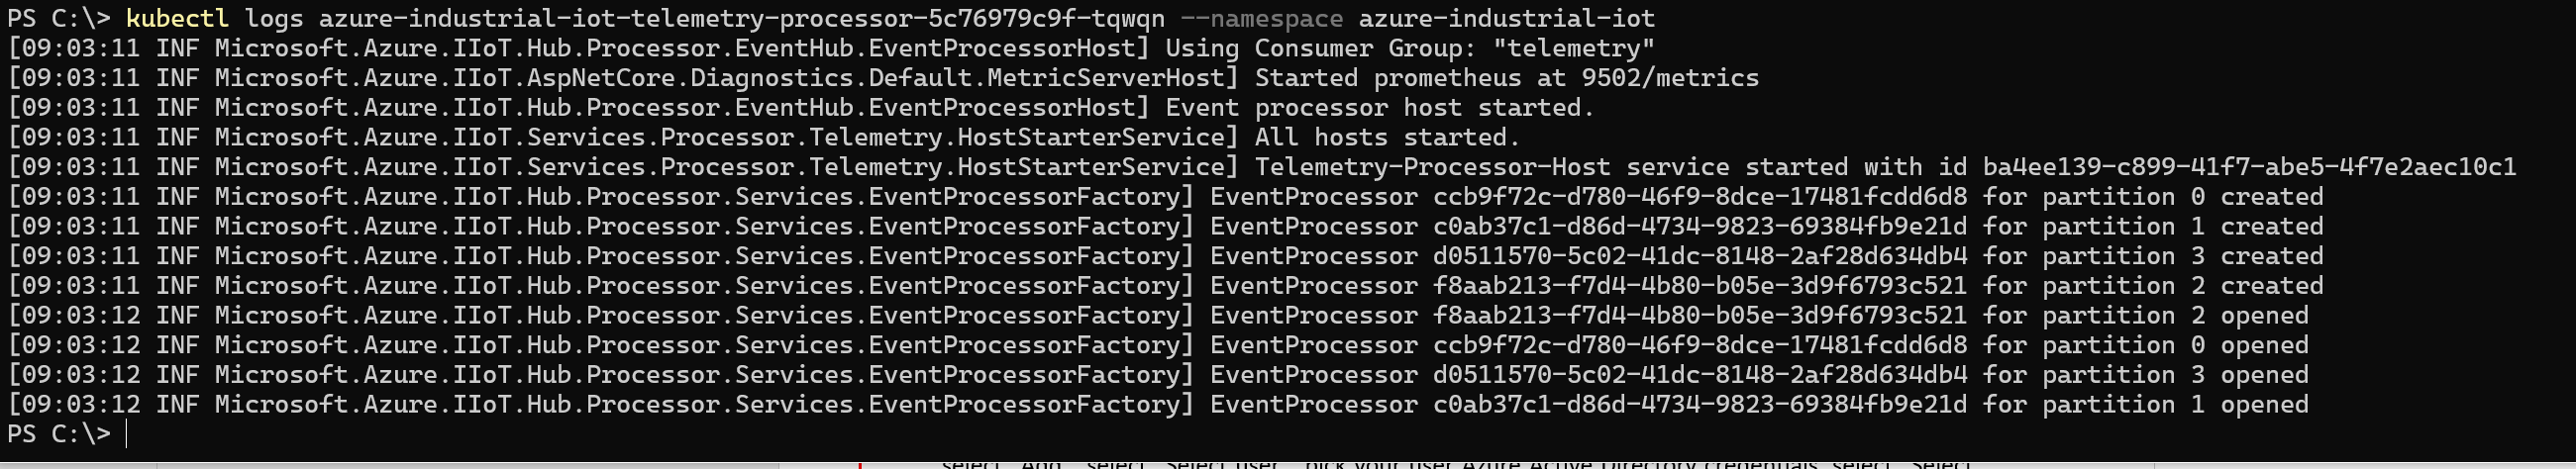 PS C:\> kubectl logs azure-industrial-iot-telemetry-processor-5c76979c9f-tqwqn --namespace azure-industrial-iot
[09:03:11 INF Microsoft.Azure.IIoT.Hub.Processor.EventHub.EventProcessorHost] Using Consumer Group: "telemetry"
[09:03:11 INF Microsoft.Azure.IIoT.AspNetCore.Diagnostics.Default.MetricServerHost] Started prometheus at 9502/metrics
[09:03:11 INF Microsoft.Azure.IIoT.Hub.Processor.EventHub.EventProcessorHost] Event processor host started.
[09:03:11 INF Microsoft.Azure.IIoT.Services.Processor.Telemetry.HostStarterService] All hosts started.
[09:03:11 INF Microsoft.Azure.IIoT.Services.Processor.Telemetry.HostStarterService] Telemetry-Processor-Host service started with id ba4ee139-c899-41f7-abe5-4f7e2aec10c1
[09:03:11 INF Microsoft.Azure.IIoT.Hub.Processor.Services.EventProcessorFactory] EventProcessor ccb9f72c-d780-46f9-8dce-17481fcdd6d8 for partition 0 created
[09:03:11 INF Microsoft.Azure.IIoT.Hub.Processor.Services.EventProcessorFactory] EventProcessor c0ab37c1-d86d-4734-9823-69384fb9e21d for partition 1 created
[09:03:11 INF Microsoft.Azure.IIoT.Hub.Processor.Services.EventProcessorFactory] EventProcessor d0511570-5c02-41dc-8148-2af28d634db4 for partition 3 created
[09:03:11 INF Microsoft.Azure.IIoT.Hub.Processor.Services.EventProcessorFactory] EventProcessor f8aab213-f7d4-4b80-b05e-3d9f6793c521 for partition 2 created
[09:03:12 INF Microsoft.Azure.IIoT.Hub.Processor.Services.EventProcessorFactory] EventProcessor f8aab213-f7d4-4b80-b05e-3d9f6793c521 for partition 2 opened
[09:03:12 INF Microsoft.Azure.IIoT.Hub.Processor.Services.EventProcessorFactory] EventProcessor ccb9f72c-d780-46f9-8dce-17481fcdd6d8 for partition 0 opened
[09:03:12 INF Microsoft.Azure.IIoT.Hub.Processor.Services.EventProcessorFactory] EventProcessor d0511570-5c02-41dc-8148-2af28d634db4 for partition 3 opened
[09:03:12 INF Microsoft.Azure.IIoT.Hub.Processor.Services.EventProcessorFactory] EventProcessor c0ab37c1-d86d-4734-9823-69384fb9e21d for partition 1 opened
PS C:\>